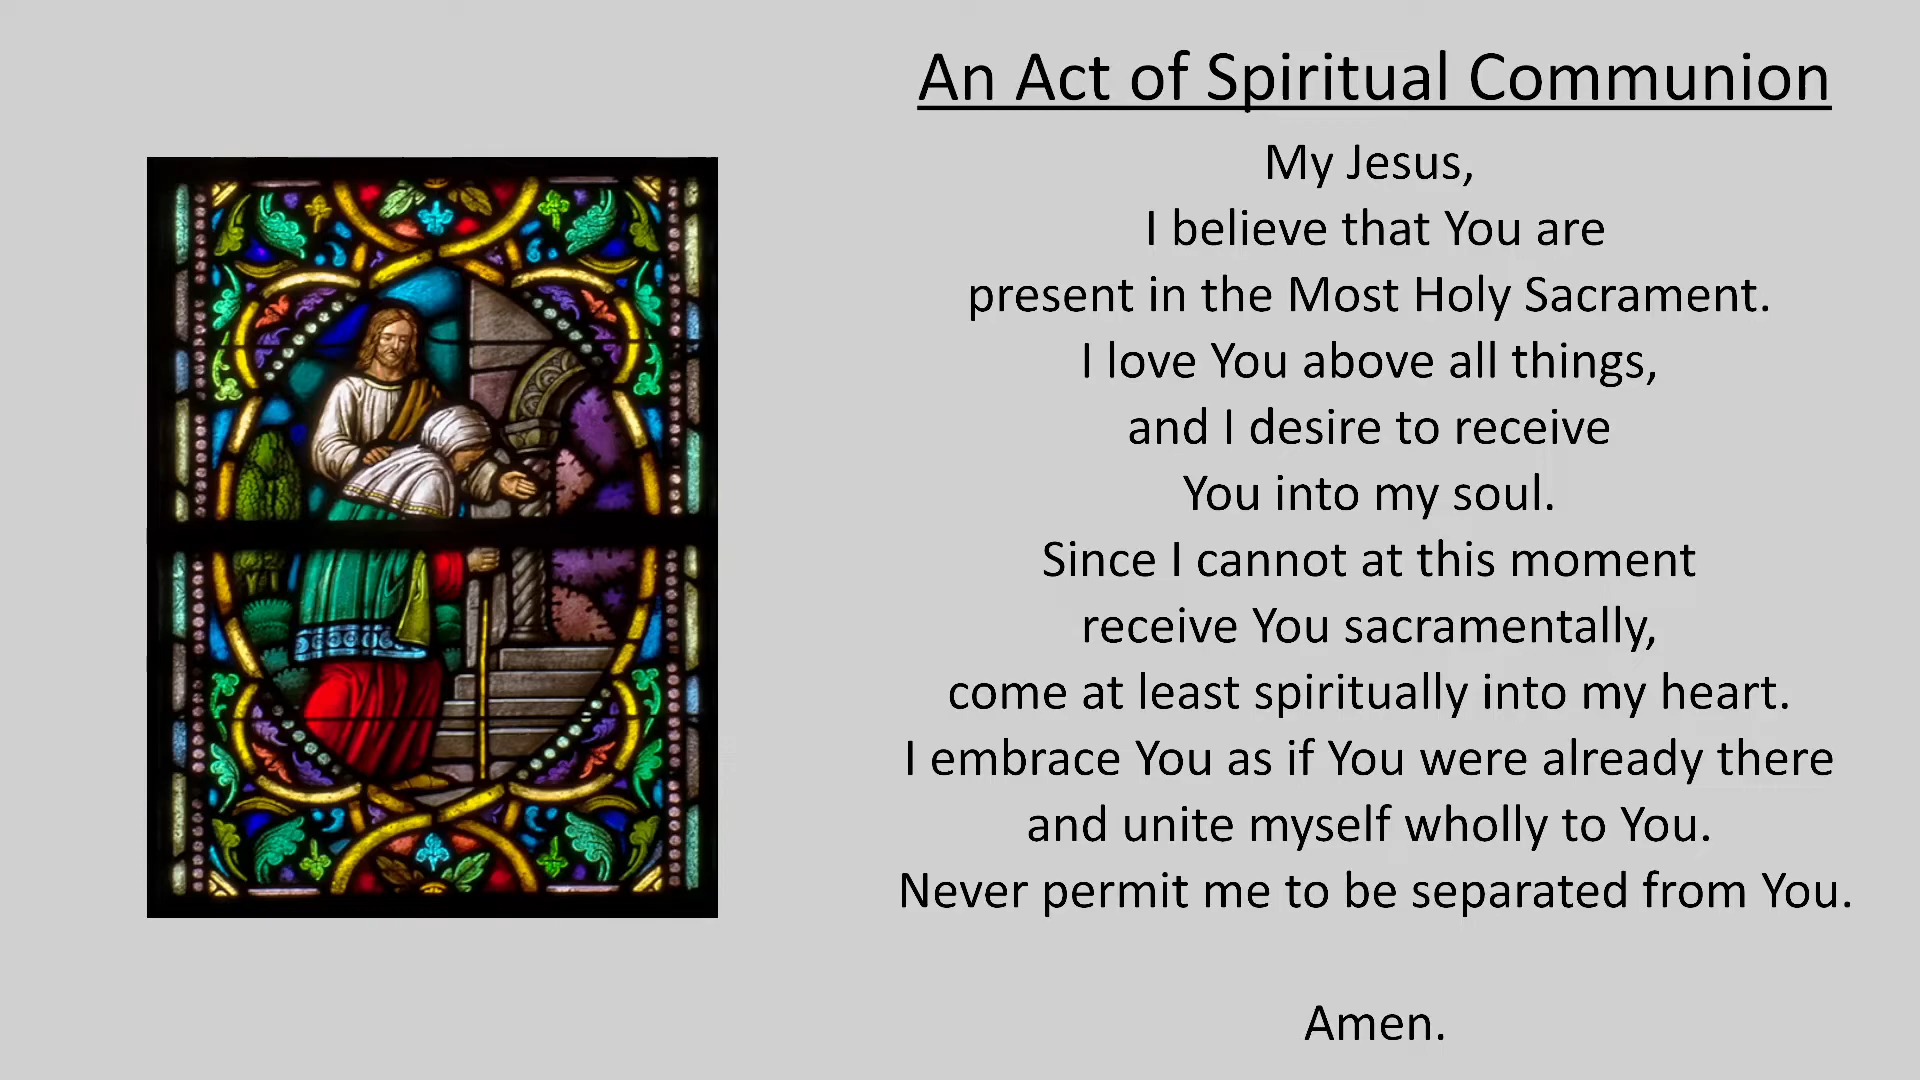 An Act of Spiritual Communion
My Jesus,
I believe that You are
present in the Most Holy Sacrament.
I love You above all things,
and I desire to receive
You into my soul.
Since I cannot at this moment
receive You sacramentally,
come at least spiritually into my heart.
I embrace You as if You were already there
and unite myself wholly to You.
Never permit me to be separated from You.
Amen.